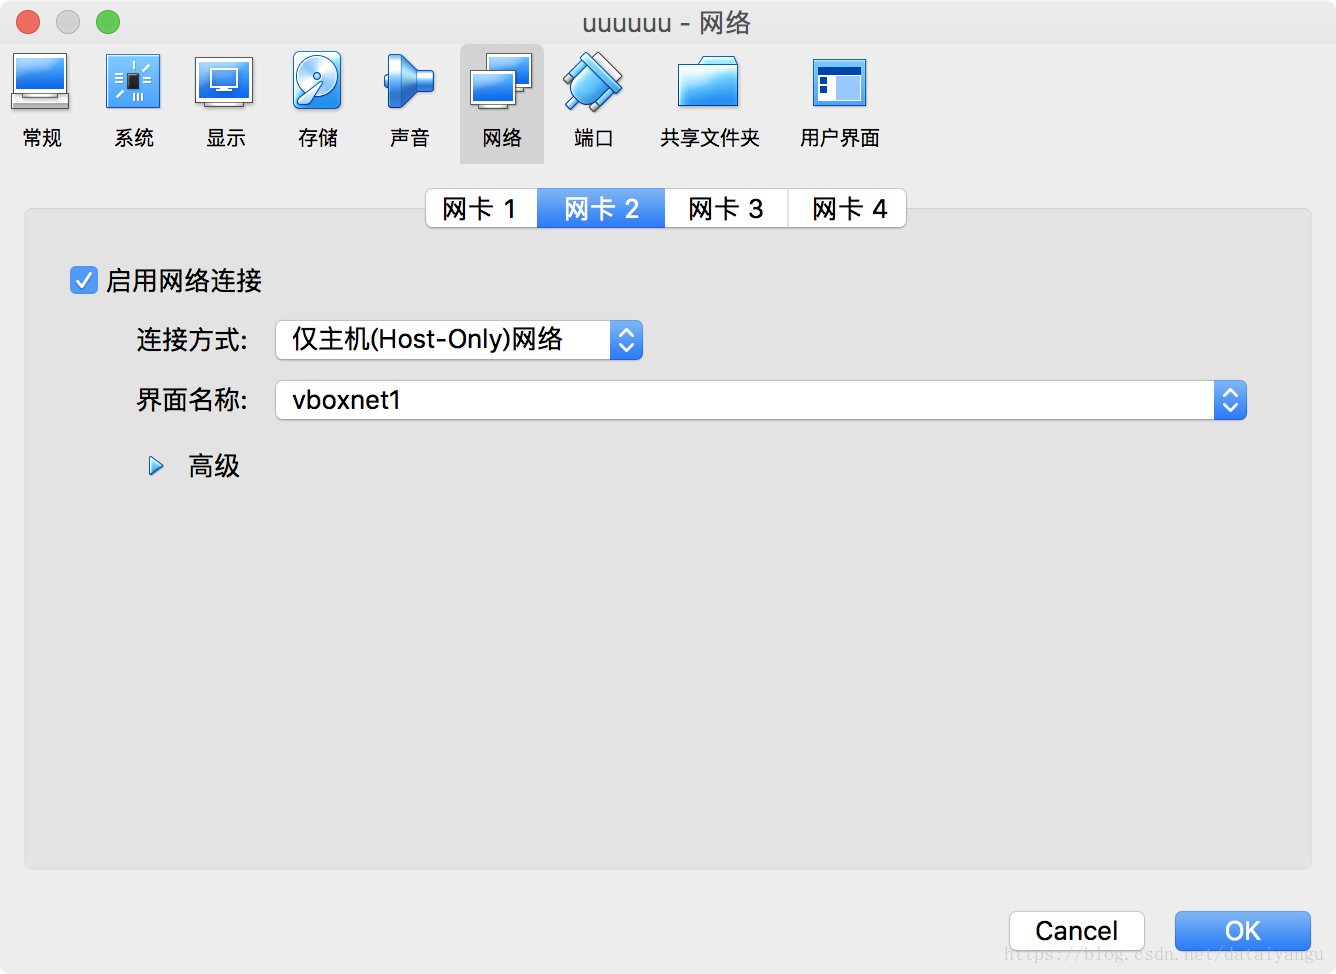 uuuuuu - 网络
常规 系统 显示 存储 声音 网络 端口 共享文件夹 用户界面
网卡 1 网卡 2 网卡 3 网卡 4
启用网络连接
连接方式: 仅主机(Host-Only)网络
界面名称: vboxnet1
高级
Cancel OK
https://blog.csdn.net/dataiyangu